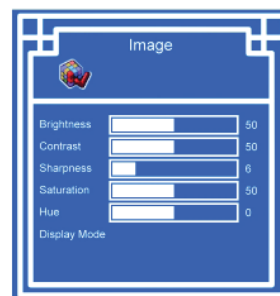 Image
Brightness 50
Contrast 50
Sharpness 6
Saturation 50
Hue 0
Display Mode